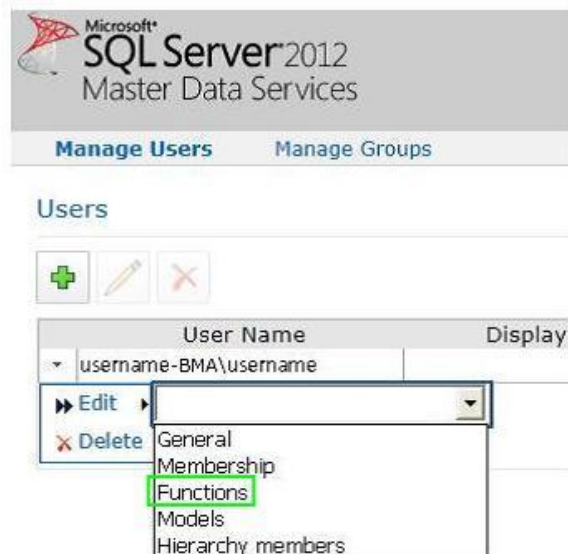 Microsoft®
SQL Server 2012
Master Data Services
Manage Users Manage Groups
Users
User Name Display
username-BMA\username
Edit
Delete
General
Membership
Functions
Models
Hierarchy members